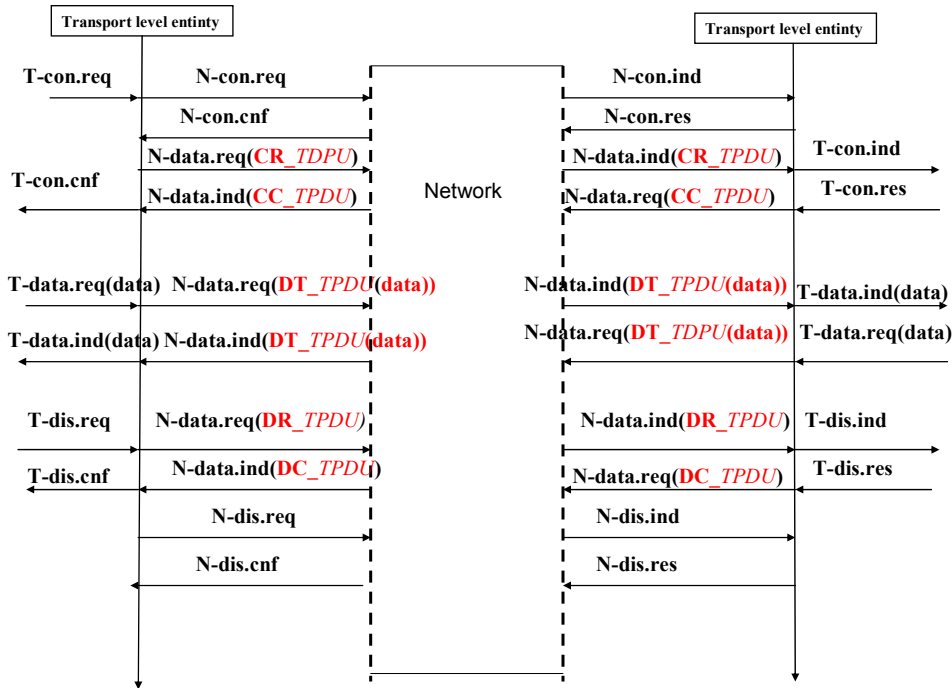 Transport level entinty
Transport level entinty
T-con.req
N-con.req
N-con.ind
N-con.cnf
N-con.res
N-data.req(CR_TDPU)
N-data.ind(CR_TPDU)
T-con.ind
T-con.cnf
N-data.ind(CC_TPDU)
Network
N-data.req(CC_TPDU)
T-con.res
T-data.req(data)
N-data.req(DT_TPDU(data))
N-data.ind(DT_TPDU(data))
T-data.ind(data)
T-data.ind(data)
N-data.ind(DT_TPDU(data))
N-data.req(DT_TDPU(data))
T-data.req(data)
T-dis.req
N-data.req(DR_TPDU)
N-data.ind(DR_TPDU)
T-dis.ind
T-dis.cnf
N-data.ind(DC_TPDU)
N-data.req(DC_TPDU)
T-dis.res
N-dis.req
N-dis.ind
N-dis.cnf
N-dis.res